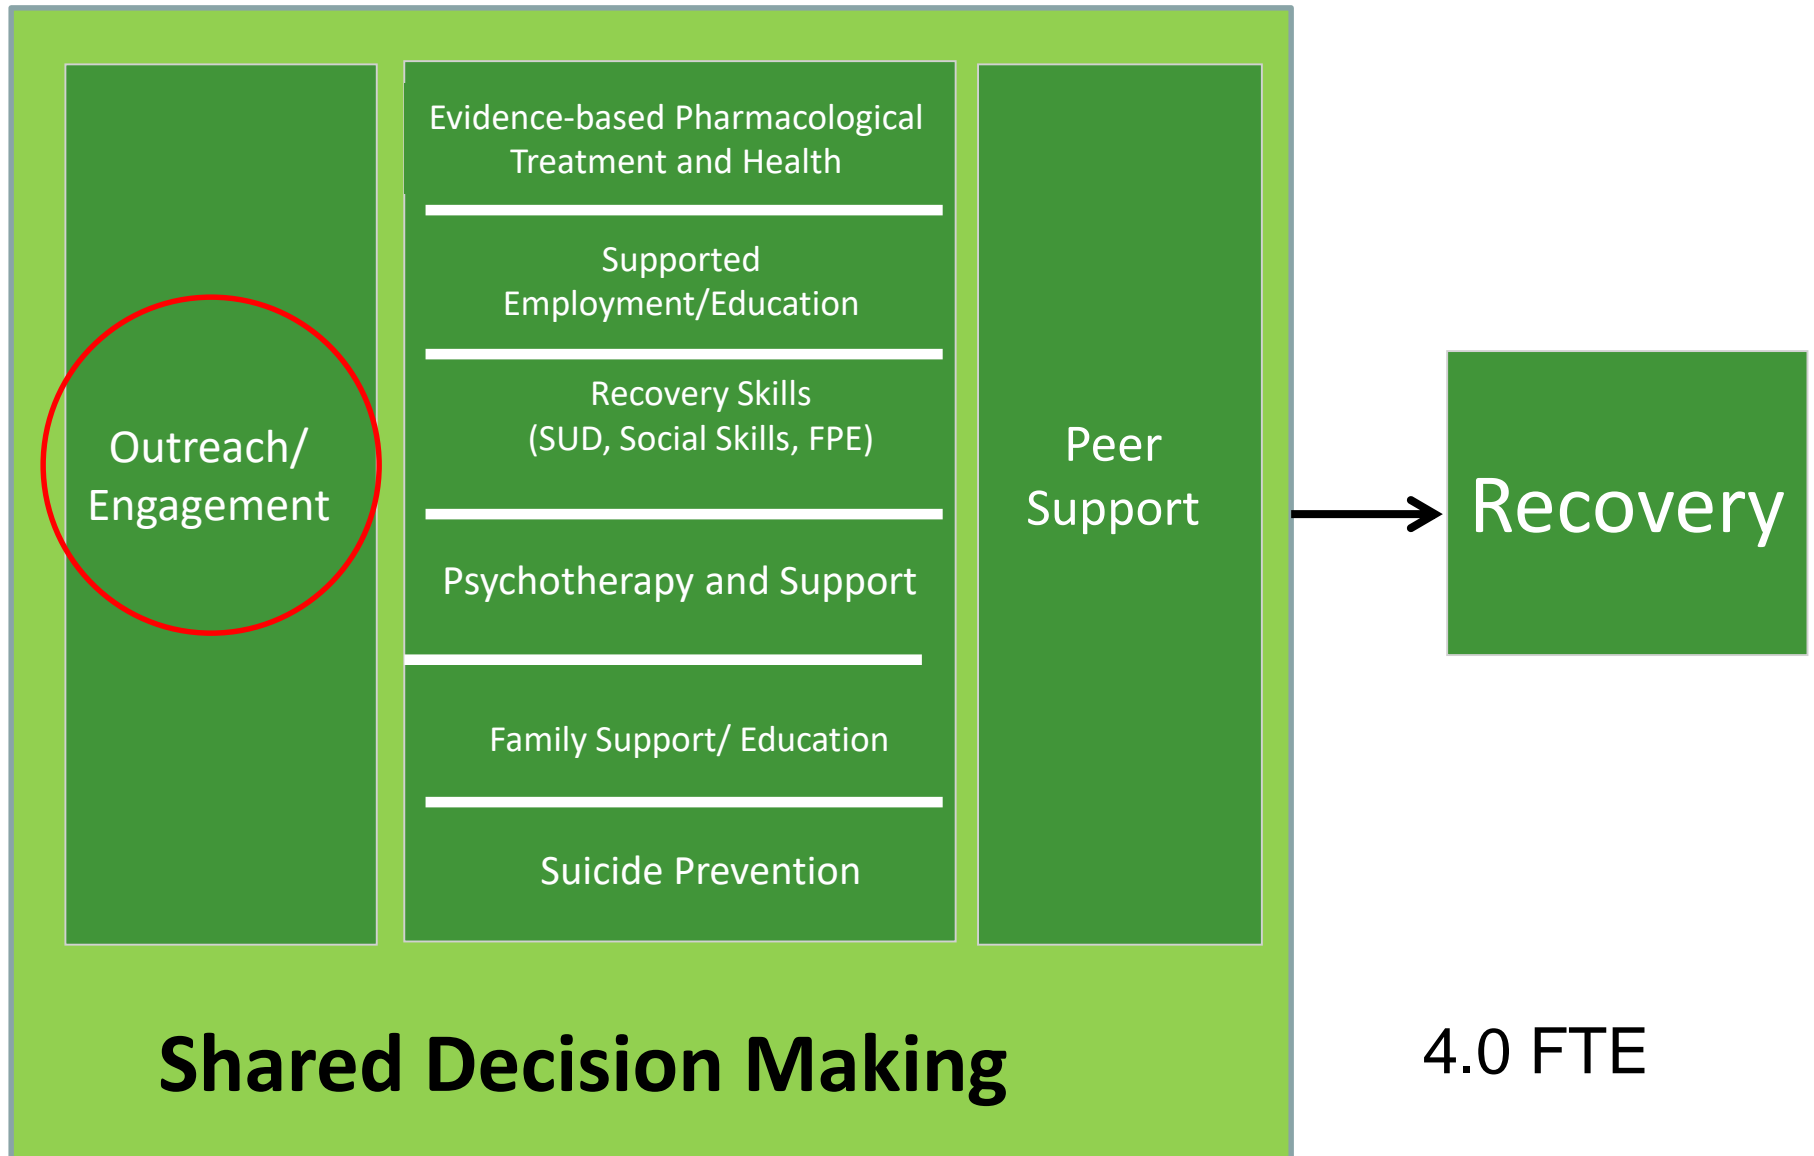 Outreach/
Engagement
Evidence-based Pharmacological
Treatment and Health
Supported
Employment/Education
Recovery Skills
(SUD, Social Skills, FPE)
Psychotherapy and Support
Family Support/ Education
Suicide Prevention
Peer
Support
Recovery
Shared Decision Making
4.0 FTE